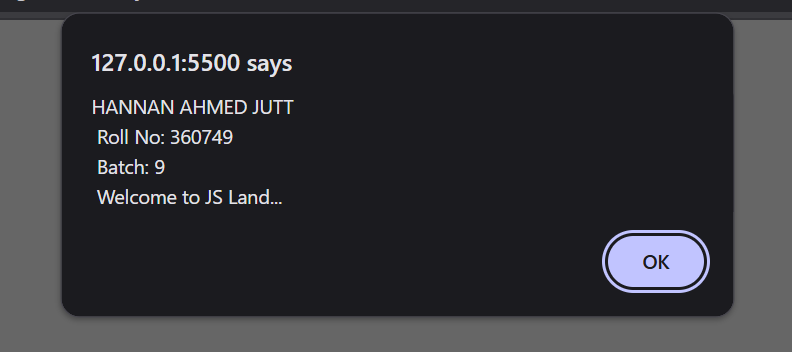 127.0.0.1:5500 says
HANNAN AHMED JUTT
Roll No: 360749
Batch: 9
Welcome to JS Land...
OK